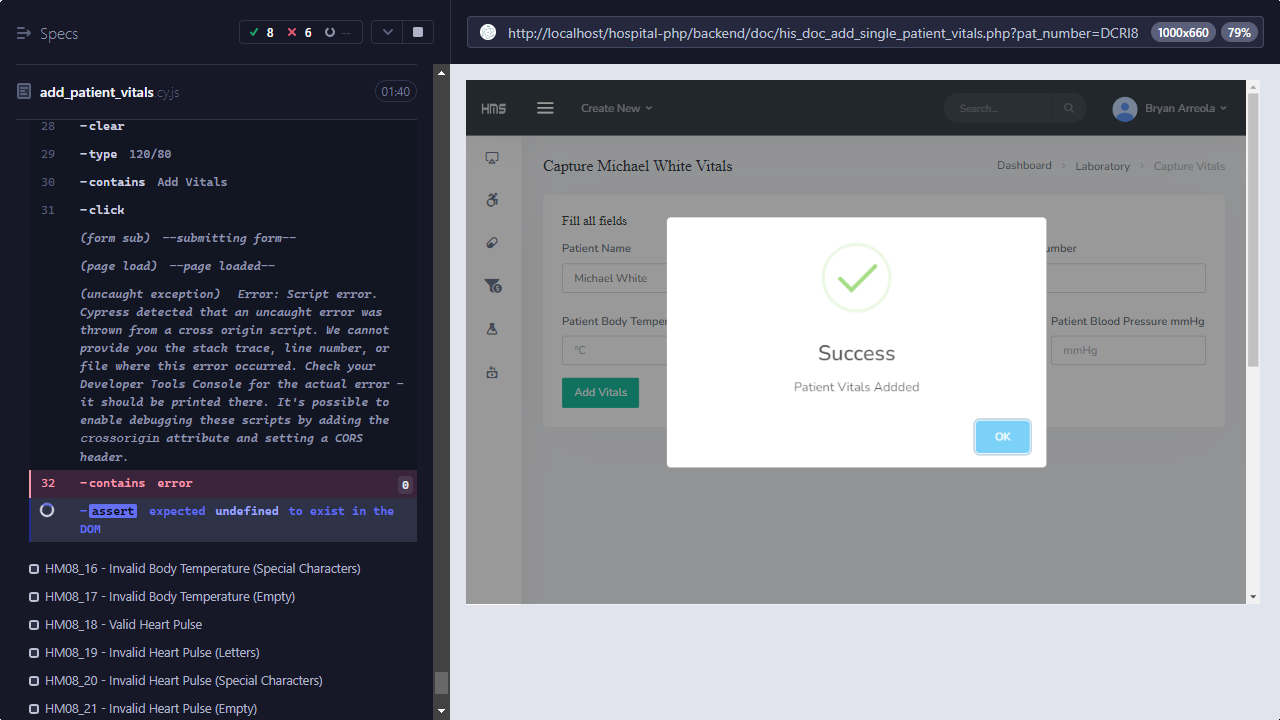 Specs
8
6
--
add_patient_vitals.cy.js
01:40
28 -clear
29 -type 120/80
30 -contains Add Vitals
31 -click
(form sub) --submitting form--
(page load) --page loaded--
(uncaught exception) Error: Script error.
Cypress detected that an uncaught error was
thrown from a cross origin script. We cannot
provide you the stack trace, line number, or
file where this error occurred. Check your
Developer Tools Console for the actual error -
it should be printed there. It's possible to
enable debugging these scripts by adding the
crossorigin attribute and setting a CORS
header.
32 -contains error 0
-assert expected undefined to exist in the
DOM
HM08_16 - Invalid Body Temperature (Special Characters)
HM08_17 - Invalid Body Temperature (Empty)
HM08_18 - Valid Heart Pulse
HM08_19 - Invalid Heart Pulse (Letters)
HM08_20 - Invalid Heart Pulse (Special Characters)
HM08_21 - Invalid Heart Pulse (Empty)
http://localhost/hospital-php/backend/doc/his_doc_add_single_patient_vitals.php?pat_number=DCRI8
1000x660
79%
HMS
Create New
Search...
Bryan Arreola
Capture Michael White Vitals
Dashboard > Laboratory > Capture Vitals
Fill all fields
Patient Name
umber
Michael White
Patient Body Temper
Patient Blood Pressure mmHg
°C
mmHg
Add Vitals
Success
Patient Vitals Addded
OK